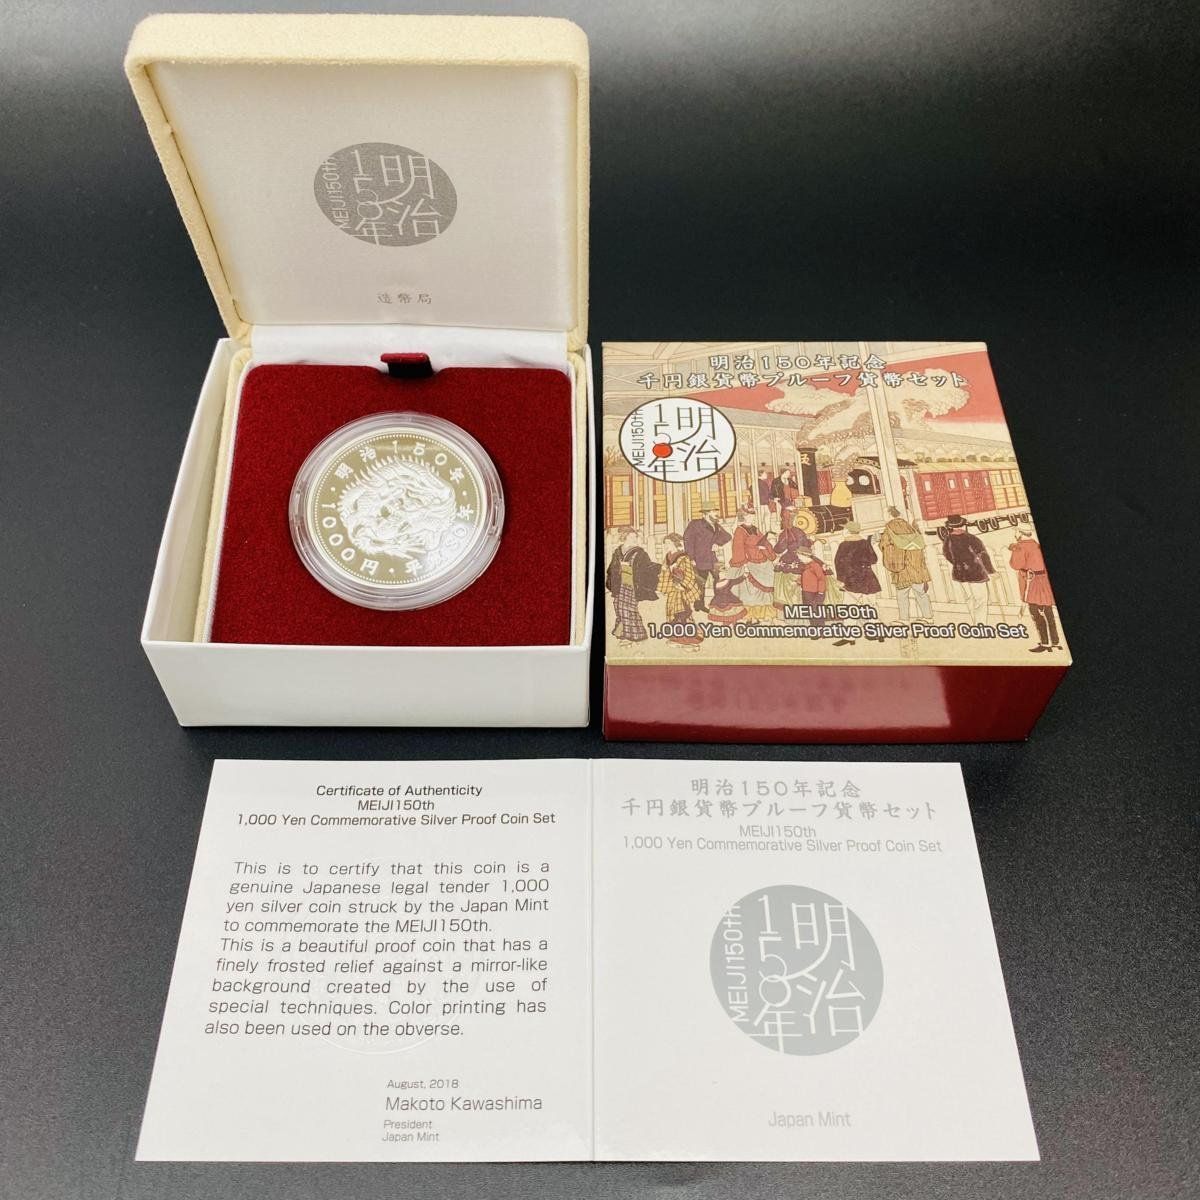 明治
150年
MEIJI150th
造幣局
明治150年
1000円
平成30年
明治150年記念
千円銀貨幣プルーフ貨幣セット
明治
150年
MEIJI150th
MEIJI150th
1,000 Yen Commemorative Silver Proof Coin Set
Certificate of Authenticity
MEIJI150th
1,000 Yen Commemorative Silver Proof Coin Set
This is to certify that this coin is a
genuine Japanese legal tender 1,000
yen silver coin struck by the Japan Mint
to commemorate the MEIJI150th.
This is a beautiful proof coin that has a
finely frosted relief against a mirror-like
background created by the use of
special techniques. Color printing has
also been used on the obverse.
August, 2018
Makoto Kawashima
President
Japan Mint
明治150年記念
千円銀貨幣プルーフ貨幣セット
MEIJI150th
1,000 Yen Commemorative Silver Proof Coin Set
明治
150年
MEIJI150th
Japan Mint